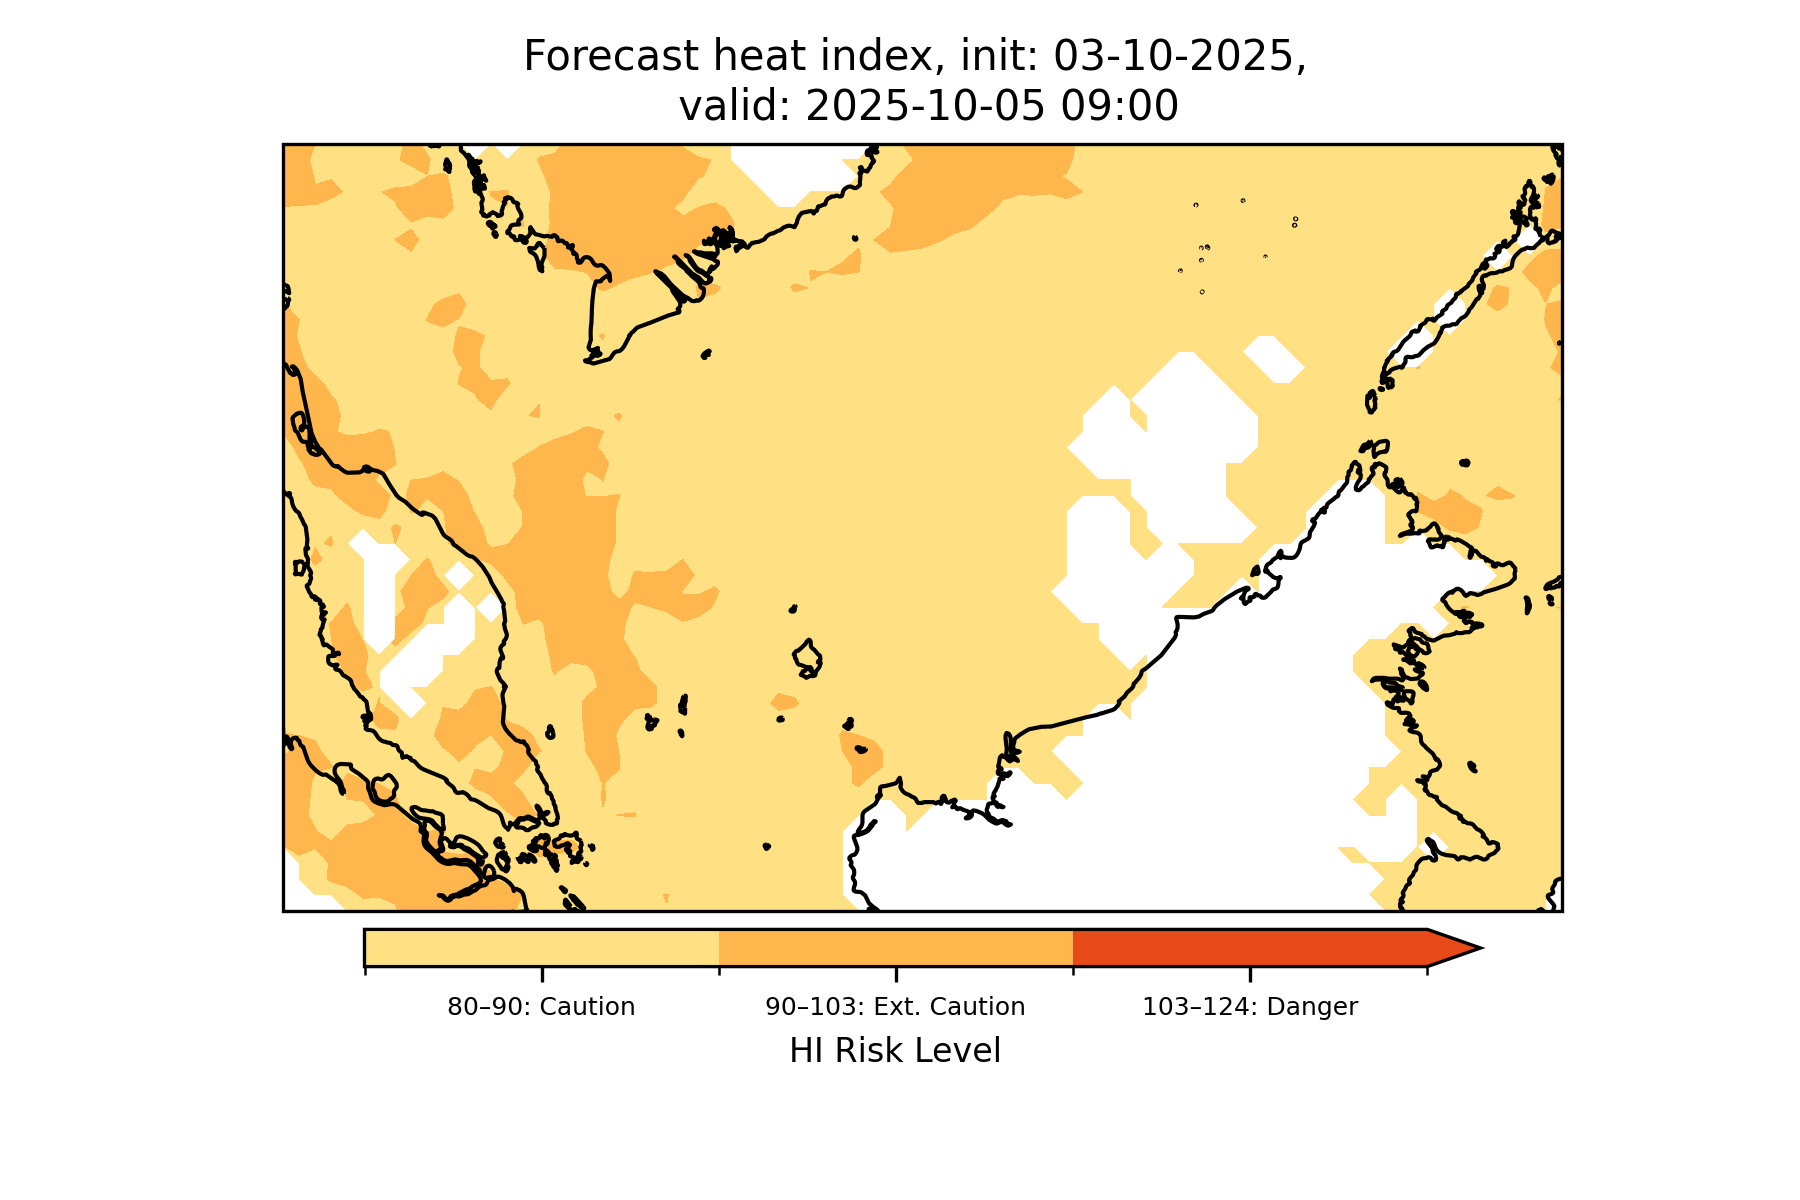 Forecast heat index, init: 03-10-2025,
valid: 2025-10-05 09:00
80–90: Caution
90–103: Ext. Caution
103–124: Danger
HI Risk Level